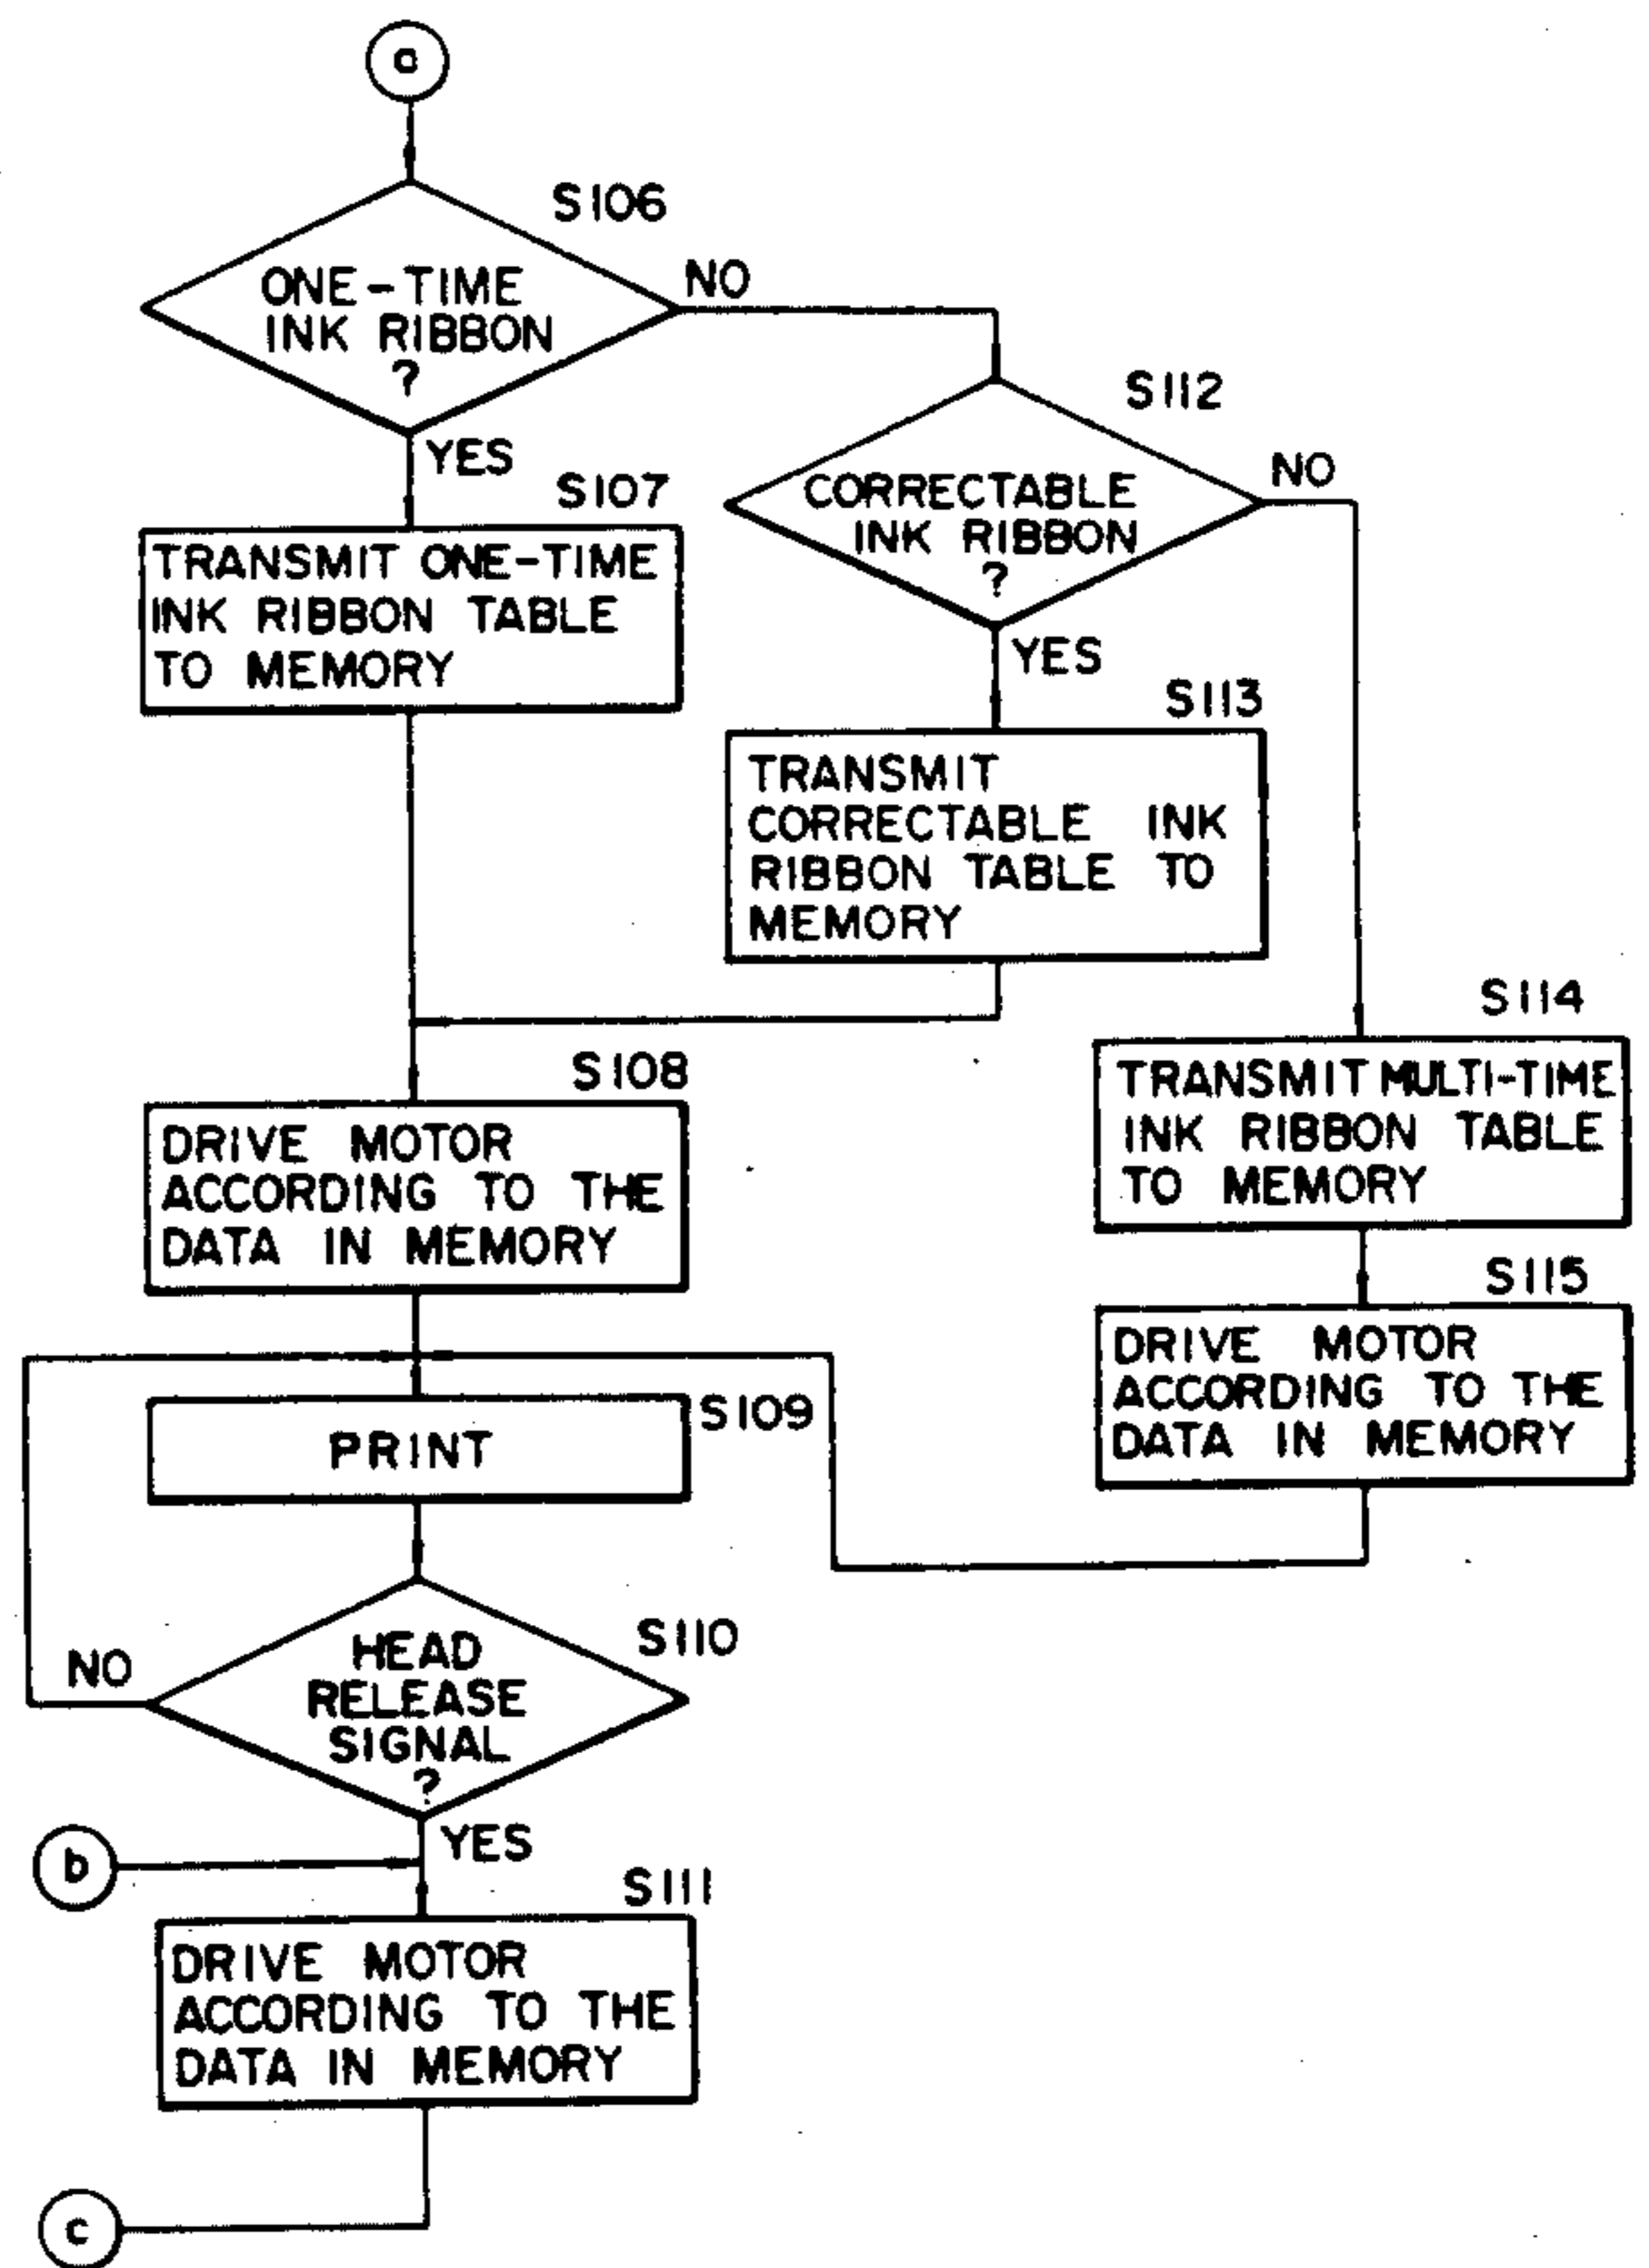 a
S106
ONE-TIME
INK RIBBON
?
NO
YES
S107
TRANSMIT ONE-TIME
INK RIBBON TABLE
TO MEMORY
S112
CORRECTABLE
INK RIBBON
?
NO
YES
S113
TRANSMIT
CORRECTABLE INK
RIBBON TABLE TO
MEMORY
S108
DRIVE MOTOR
ACCORDING TO THE
DATA IN MEMORY
S114
TRANSMIT MULTI-TIME
INK RIBBON TABLE
TO MEMORY
S115
DRIVE MOTOR
ACCORDING TO THE
DATA IN MEMORY
S109
PRINT
S110
HEAD
RELEASE
SIGNAL
?
NO
YES
b
S111
DRIVE MOTOR
ACCORDING TO THE
DATA IN MEMORY
c